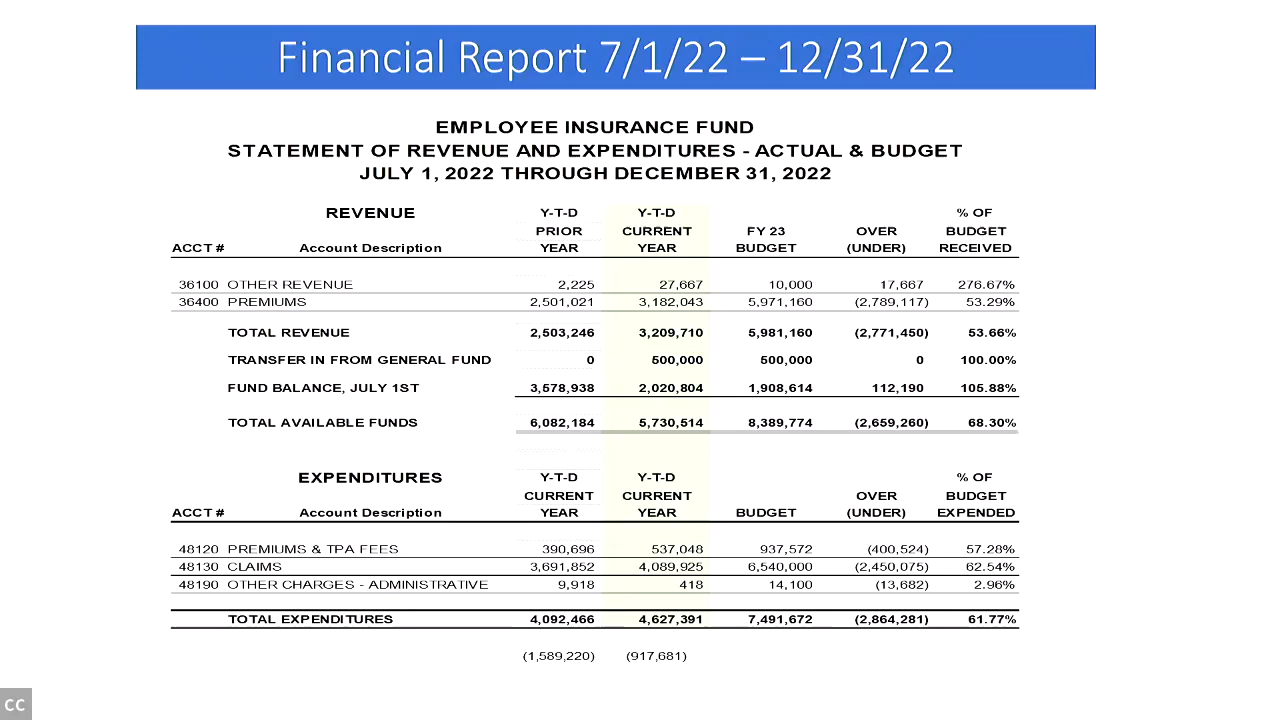 Financial Report 7/1/22 – 12/31/22
EMPLOYEE INSURANCE FUND
STATEMENT OF REVENUE AND EXPENDITURES - ACTUAL & BUDGET
JULY 1, 2022 THROUGH DECEMBER 31, 2022
REVENUE Y-T-D Y-T-D % OF
PRIOR CURRENT FY 23 OVER BUDGET
ACCT # Account Description YEAR YEAR BUDGET (UNDER) RECEIVED
36100 OTHER REVENUE 2,225 27,667 10,000 17,667 276.67%
36400 PREMIUMS 2,501,021 3,182,043 5,971,160 (2,789,117) 53.29%
TOTAL REVENUE 2,503,246 3,209,710 5,981,160 (2,771,450) 53.66%
TRANSFER IN FROM GENERAL FUND 0 500,000 500,000 0 100.00%
FUND BALANCE, JULY 1ST 3,578,938 2,020,804 1,908,614 112,190 105.88%
TOTAL AVAILABLE FUNDS 6,082,184 5,730,514 8,389,774 (2,659,260) 68.30%
EXPENDITURES Y-T-D Y-T-D % OF
CURRENT CURRENT OVER BUDGET
ACCT # Account Description YEAR YEAR BUDGET (UNDER) EXPENDED
48120 PREMIUMS & TPA FEES 390,696 537,048 937,572 (400,524) 57.28%
48130 CLAIMS 3,691,852 4,089,925 6,540,000 (2,450,075) 62.54%
48190 OTHER CHARGES - ADMINISTRATIVE 9,918 418 14,100 (13,682) 2.96%
TOTAL EXPENDITURES 4,092,466 4,627,391 7,491,672 (2,864,281) 61.77%
(1,589,220) (917,681)
CC